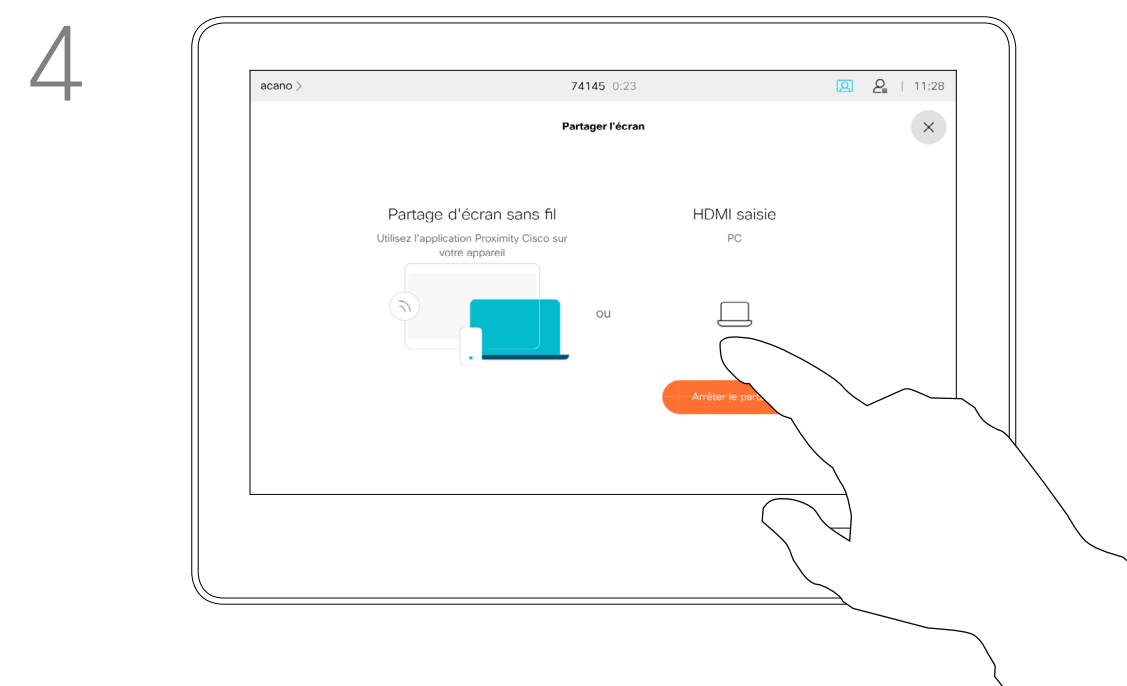 4
acano >
74145 0:23
11:28
Partager l'écran
Partage d'écran sans fil
Utilisez l'application Proximity Cisco sur
votre appareil
ou
HDMI saisie
PC
Arrêter le